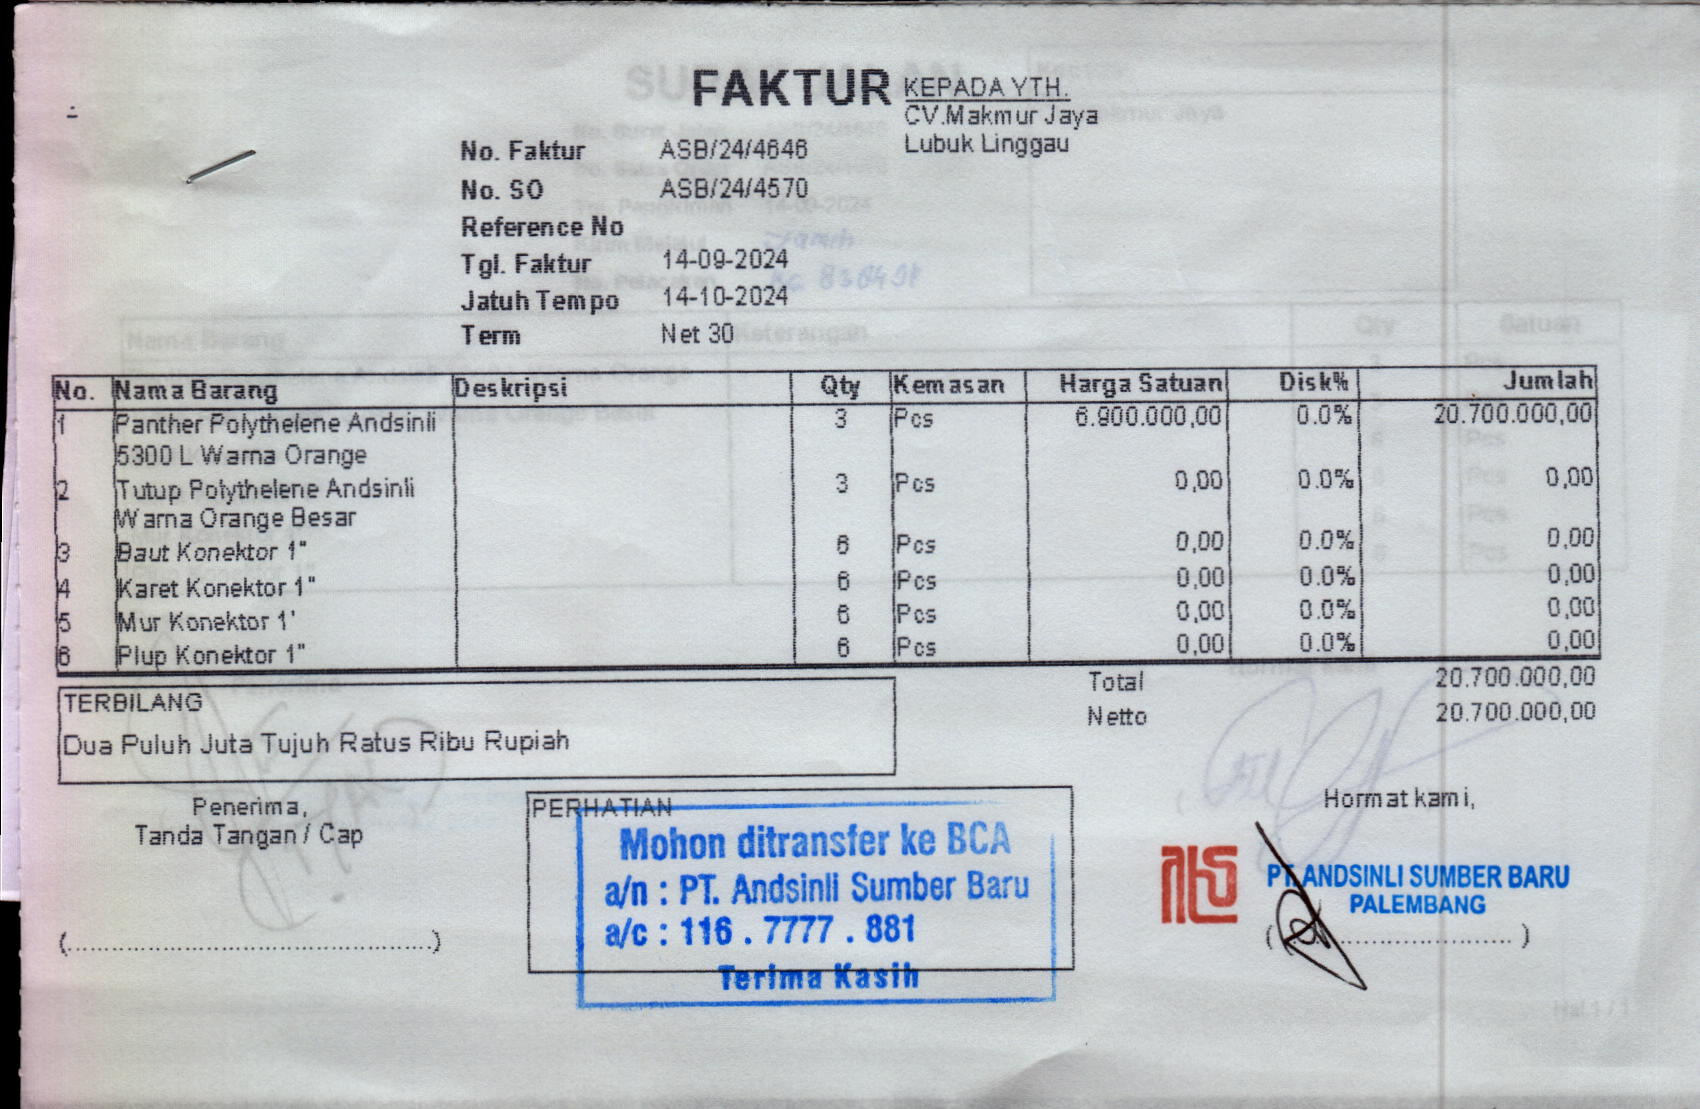 FAKTUR
KEPADA YTH.
CV.Makmur Jaya
Lubuk Linggau
No. Faktur ASB/24/4646
No. SO ASB/24/4570
Reference No
Tgl. Faktur 14-09-2024
Jatuh Tempo 14-10-2024
Term Net 30
No. Nama Barang Deskripsi Qty Kemasan Harga Satuan Disk% Jumlah
1 Panther Polythelene Andsinli 3 Pcs 6.900.000,00 0.0% 20.700.000,00
5300 L Warna Orange
2 Tutup Polythelene Andsinli 3 Pcs 0,00 0.0% 0,00
Warna Orange Besar
3 Baut Konektor 1" 6 Pcs 0,00 0.0% 0,00
4 Karet Konektor 1" 6 Pcs 0,00 0.0% 0,00
5 Mur Konektor 1' 6 Pcs 0,00 0.0% 0,00
6 Plup Konektor 1" 6 Pcs 0,00 0.0% 0,00
Total 20.700.000,00
Netto 20.700.000,00
TERBILANG
Dua Puluh Juta Tujuh Ratus Ribu Rupiah
Penerima,
Tanda Tangan / Cap
PERHATIAN
Mohon ditransfer ke BCA
a/n : PT. Andsinli Sumber Baru
a/c : 116 . 7777 . 881
Terima Kasih
Hormat kami,
PT. ANDSINLI SUMBER BARU
PALEMBANG